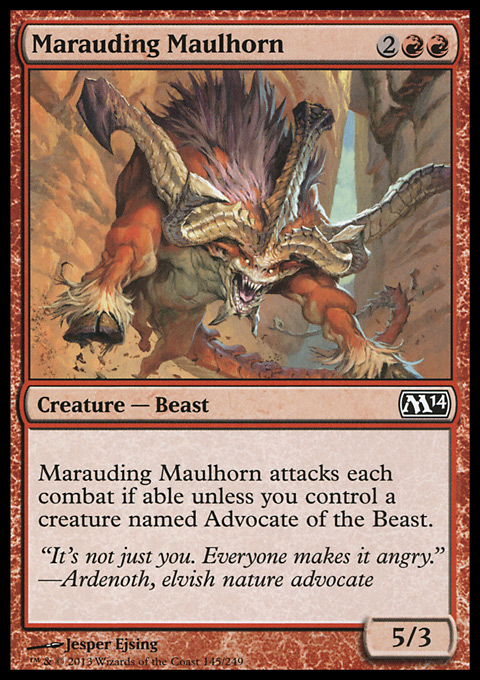 Marauding Maulhorn 2
Creature — Beast
M14
Marauding Maulhorn attacks each
combat if able unless you control a
creature named Advocate of the Beast.
"It's not just you. Everyone makes it angry."
—Ardenoth, elvish nature advocate
5/3
Jesper Ejsing
™ & © 2013 Wizards of the Coast 145/249